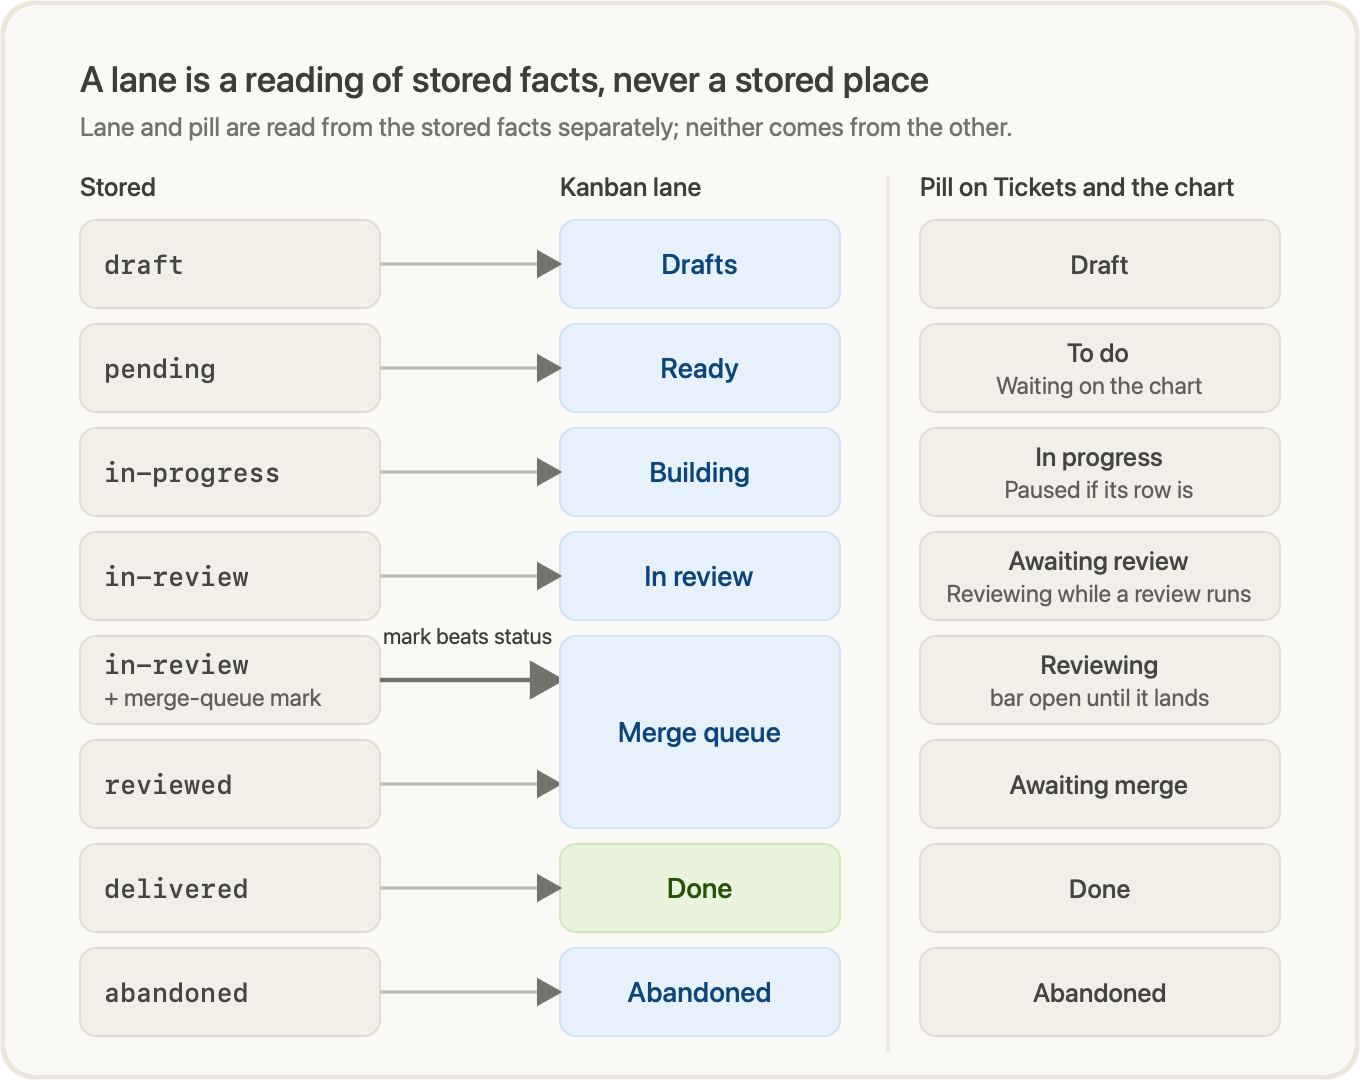 A lane is a reading of stored facts, never a stored place
Lane and pill are read from the stored facts separately; neither comes from the other.
Stored
Kanban lane
Pill on Tickets and the chart
draft
Drafts
Draft
pending
Ready
To do
Waiting on the chart
in-progress
Building
In progress
Paused if its row is
in-review
In review
Awaiting review
Reviewing while a review runs
mark beats status
in-review
+ merge-queue mark
Merge queue
Reviewing
bar open until it lands
reviewed
Awaiting merge
delivered
Done
Done
abandoned
Abandoned
Abandoned